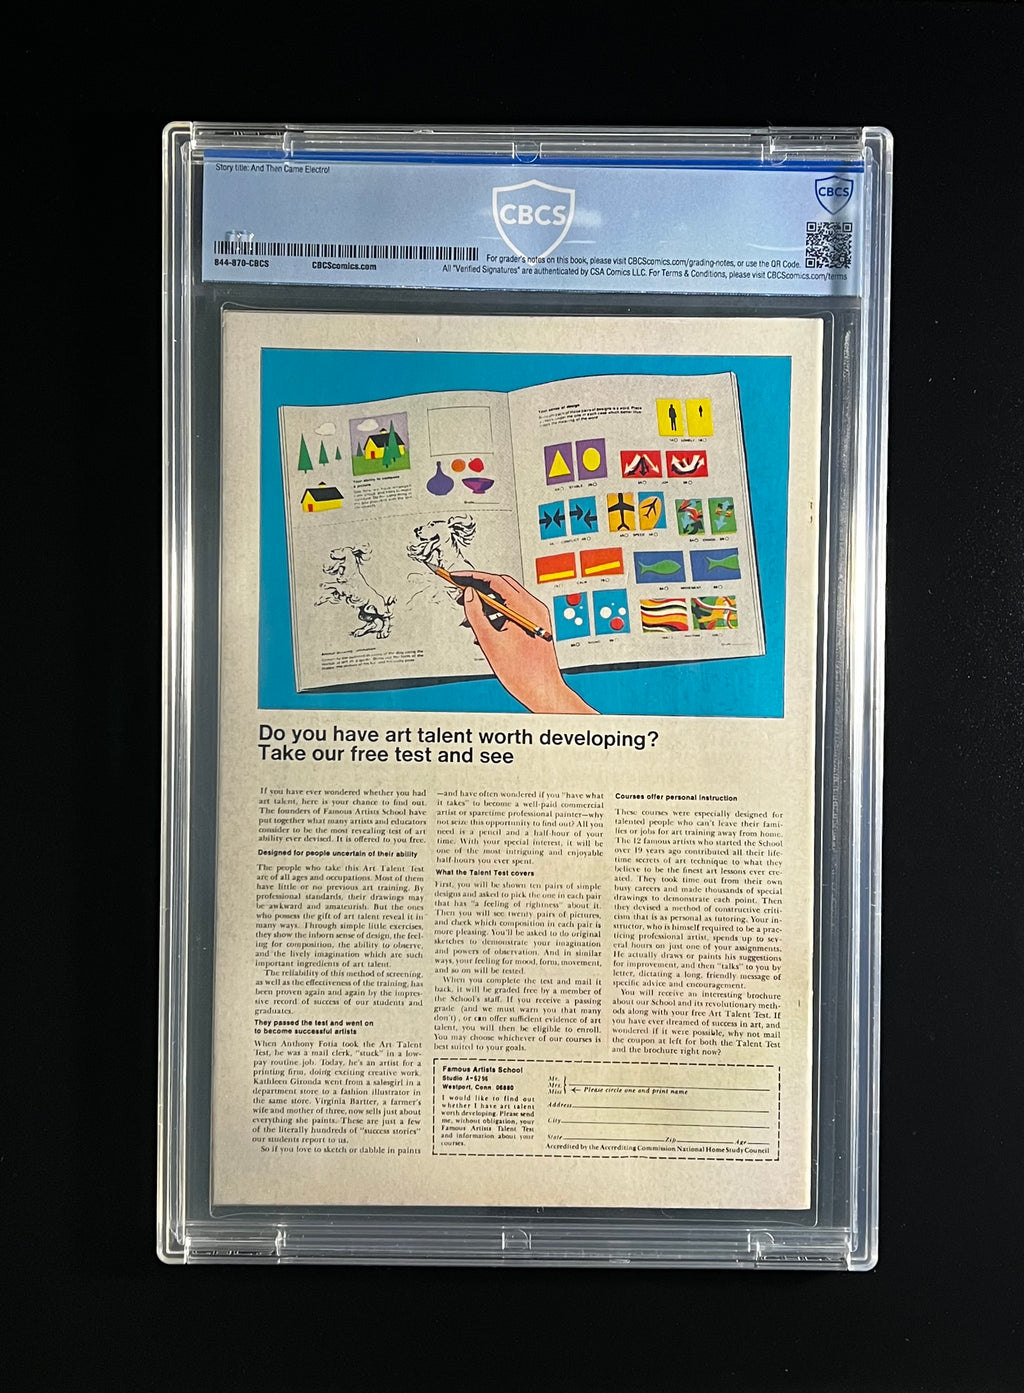 Story title: And Then Came Electro!
CBCS
CBCS
844-870-CBCS
CBCScomics.com
For grader's notes on this book, please visit CBCScomics.com/grading-notes, or use the QR Code.
All "Verified Signatures" are authenticated by CSA Comics LLC. For Terms & Conditions, please visit CBCScomics.com/terms
Your sense of design
Your ability to compose
a picture
Do you have art talent worth developing?
Take our free test and see
If you have ever wondered whether you had
art talent, here is your chance to find out.
The founders of Famous Artists School have
put together what many artists and educators
consider to be the most revealing test of art
ability ever devised. It is offered to you free.
Designed for people uncertain of their ability
The people who take this Art Talent Test
are of all ages and occupations. Most of them
have little or no previous art training. By
professional standards, their drawings may
be awkward and amateurish. But the ones
who possess the gift of art talent reveal it in
many ways. Through simple little exercises,
they show the inborn sense of design, the feel-
ing for composition, the ability to observe,
and the lively imagination which are such
important ingredients of art talent.
The reliability of this method of screening,
as well as the effectiveness of the training, has
been proven again and again by the impres-
sive record of success of our students and
graduates.
They passed the test and went on
to become successful artists
When Anthony Fotia took the Art Talent
Test, he was a mail clerk, "stuck" in a low-
pay routine job. Today, he's an artist for a
printing firm, doing exciting creative work.
Kathleen Gironda went from a salesgirl in a
department store to a fashion illustrator in
the same store. Virginia Bartter, a farmer's
wife and mother of three, now sells just about
everything she paints. These are just a few
of the literally hundreds of "success stories"
our students report to us.
So if you love to sketch or dabble in paints
—and have often wondered if you "have what
it takes" to become a well-paid commercial
artist or sparetime professional painter—why
not seize this opportunity to find out? All you
need is a pencil and a half-hour of your
time. With your special interest, it will be
one of the most intriguing and enjoyable
half-hours you ever spent.
What the Talent Test covers
First, you will be shown ten pairs of simple
designs and asked to pick the one in each pair
that has "a feeling of rightness" about it.
Then you will see twenty pairs of pictures,
and check which composition in each pair is
more pleasing. You'll be asked to do original
sketches to demonstrate your imagination
and powers of observation. And in similar
ways, your feeling for mood, form, movement,
and so on will be tested.
When you complete the test and mail it
back, it will be graded free by a member of
the School's staff. If you receive a passing
grade (and we must warn you that many
don't), or can offer sufficient evidence of art
talent, you will then be eligible to enroll.
You may choose whichever of our courses is
best suited to your goals.
Courses offer personal instruction
These courses were especially designed for
talented people who can't leave their fami-
lies or jobs for art training away from home.
The 12 famous artists who started the School
over 19 years ago contributed all their life-
time secrets of art technique to what they
believe to be the finest art lessons ever cre-
ated. They took time out from their own
busy careers and made thousands of special
drawings to demonstrate each point. Then
they devised a method of constructive criti-
cism that is as personal as tutoring. Your in-
structor, who is himself required to be a prac-
ticing professional artist, spends up to sev-
eral hours on just one of your assignments.
He actually draws or paints his suggestions
for improvement, and then "talks" to you by
letter, dictating a long, friendly message of
specific advice and encouragement.
You will receive an interesting brochure
about our School and its revolutionary meth-
ods along with your free Art Talent Test. If
you have ever dreamed of success in art, and
wondered if it were possible, why not mail
the coupon at left for both the Talent Test
and the brochure right now?
Famous Artists School
Studio A-5296
Westport, Conn. 06880
I would like to find out
whether I have art talent
worth developing. Please send
me, without obligation, your
Famous Artists Talent Test
and information about your
courses.
Mr.
Mrs.
Miss
Please circle one and print name
Address
City
State Zip Age
Accredited by the Accrediting Commission National Home Study Council